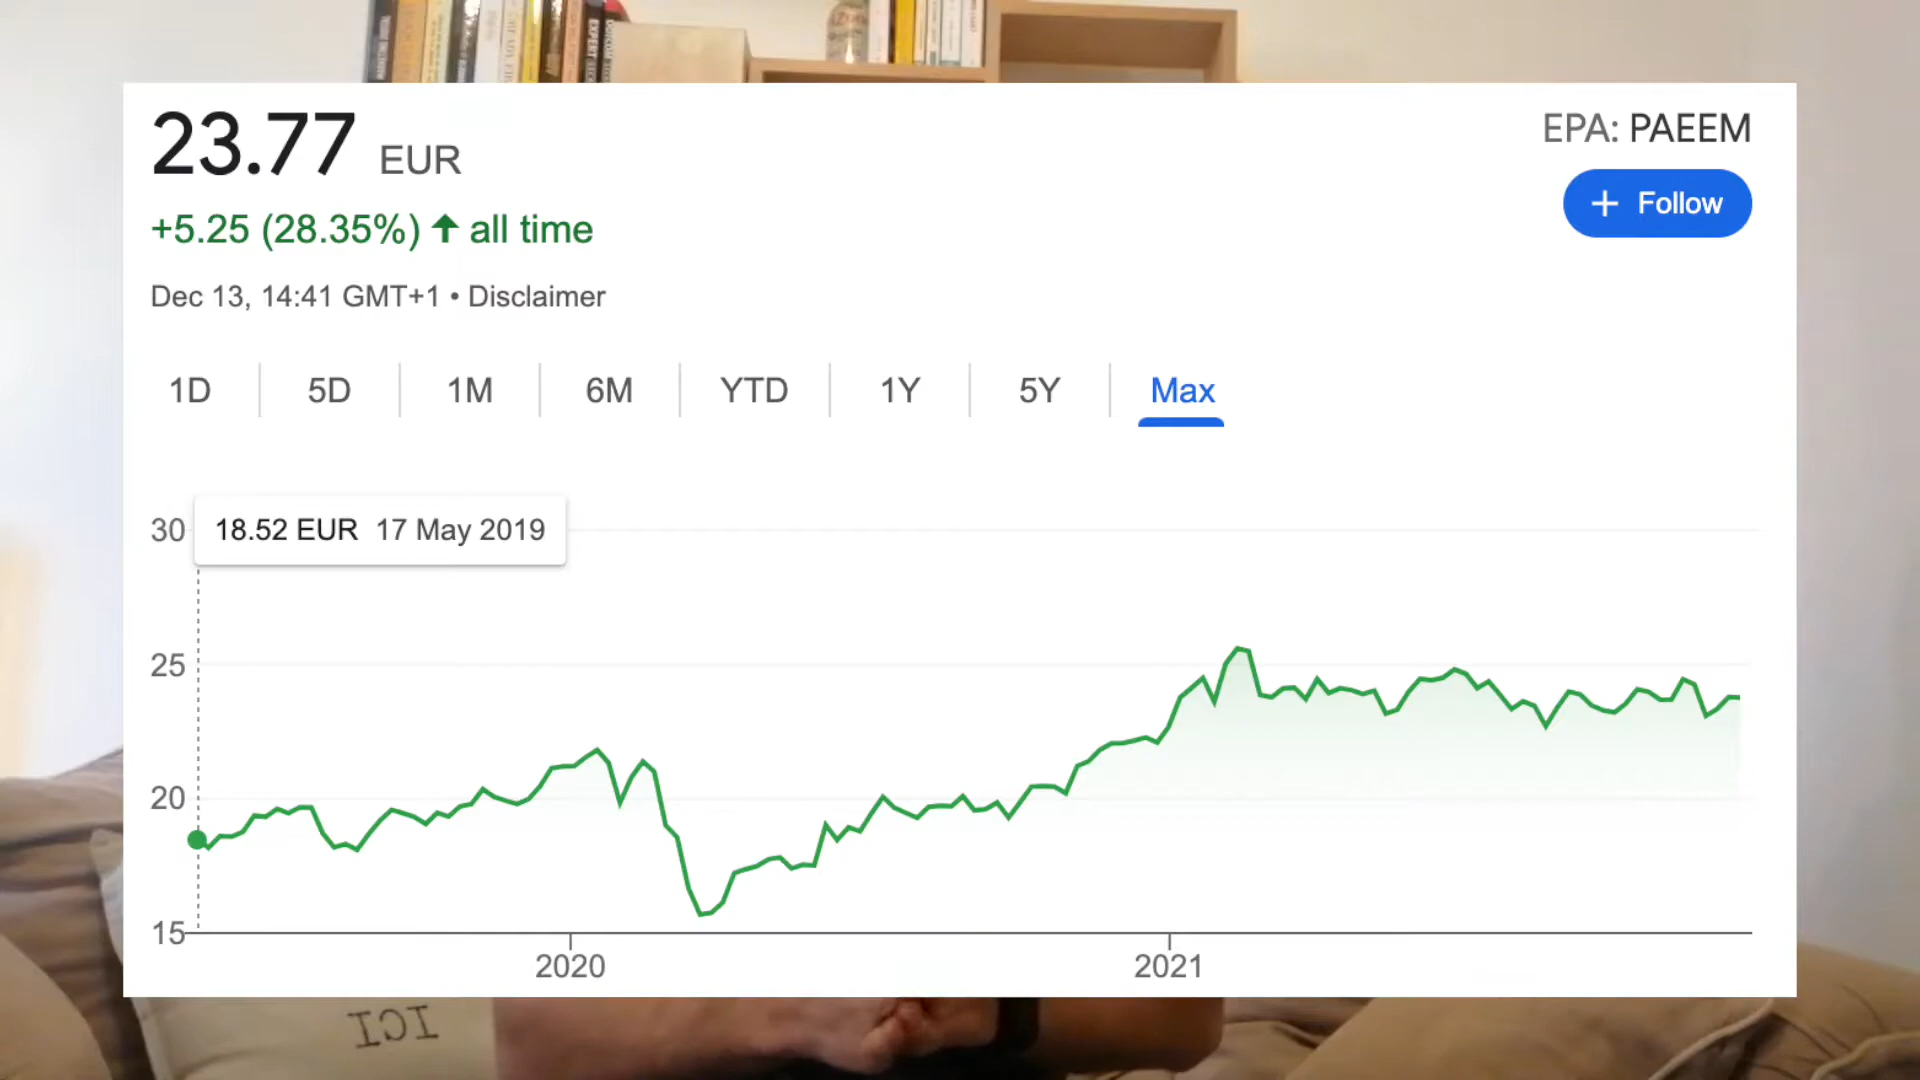 EXPERT
23.77 EUR
EPA: PAEEM
+ Follow
+5.25 (28.35%) ↑ all time
Dec 13, 14:41 GMT+1 • Disclaimer
1D 5D 1M 6M YTD 1Y 5Y Max
30
18.52 EUR 17 May 2019
25
20
15
2020 2021
ICI